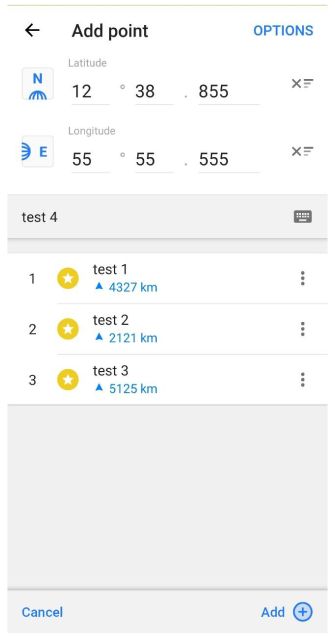 Add point
OPTIONS
Latitude
N
12 ° 38 . 855
Longitude
E
55 ° 55 . 555
test 4
1
test 1
4327 km
2
test 2
2121 km
3
test 3
5125 km
Cancel
Add